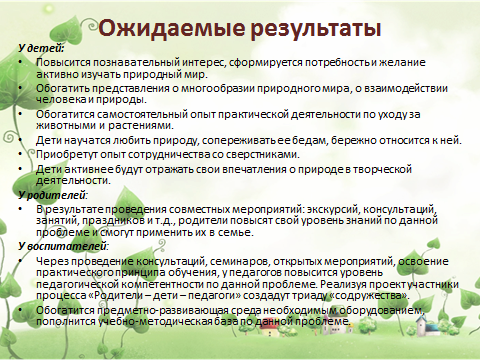 Ожидаемые результаты
У детей:
• Повысится познавательный интерес, сформируется потребность и желание
активно изучать природный мир.
• Обогатить представления о многообразии природного мира, о взаимодействии
человека и природы.
• Обогатится самостоятельный опыт практической деятельности по уходу за
животными и растениями.
• Дети научатся любить природу, сопереживать ее бедам, бережно относится к ней.
• Приобретут опыт сотрудничества со сверстниками.
• Дети активнее будут отражать свои впечатления о природе в творческой
деятельности.
У родителей:
• В результате проведения совместных мероприятий: экскурсий, консультаций,
занятий, праздников и т.д., родители повысят свой уровень знаний по данной
проблеме и смогут применить их в семье.
У воспитателей:
• Через проведение консультаций, семинаров, открытых мероприятий, освоение
практического принципа обучения, у педагогов повысится уровень
педагогической компетентности по данной проблеме. Реализуя проект участники
процесса «Родители – дети – педагоги» создадут триаду «содружества».
• Обогатится предметно-развивающая среда необходимым оборудованием,
пополнится учебно-методическая база по данной проблеме.